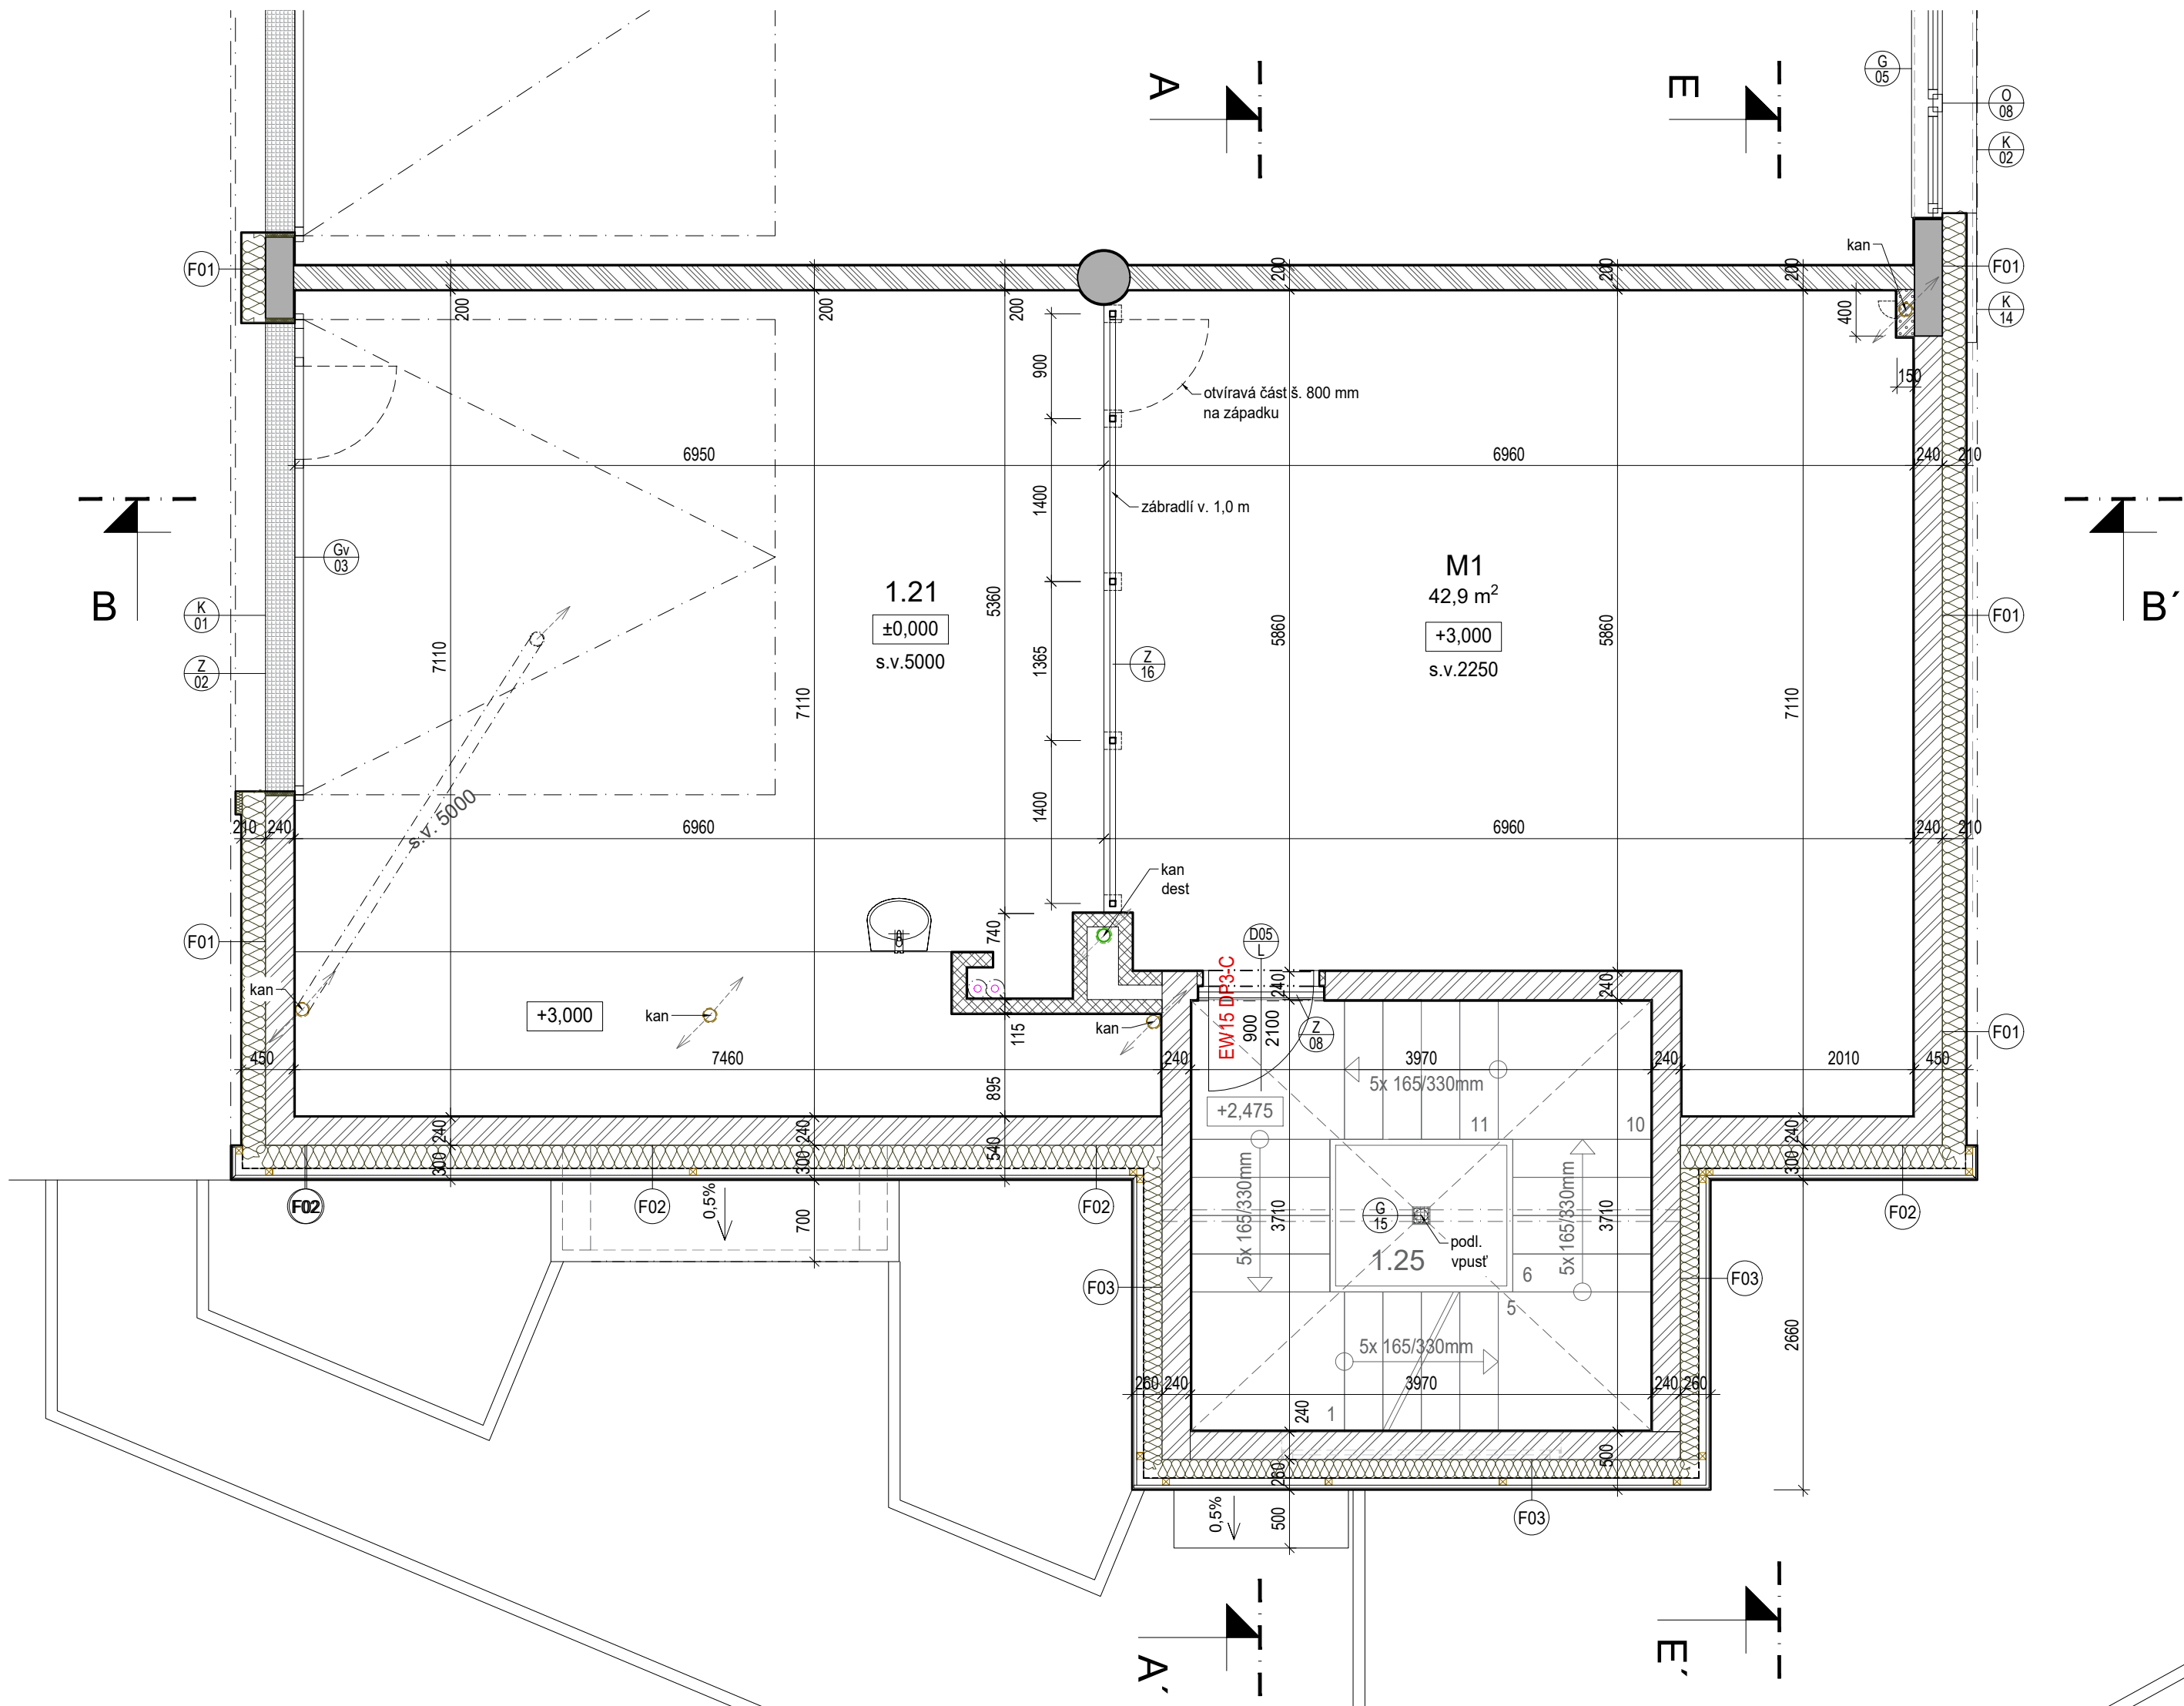 A
E
G
05
O
08
K
02
kan
F01
F01
K
14
200
200
200
200
200
200
400
150
900
otvíravá část š. 800 mm
na západku
6950
6960
240
210
1400
zábradlí v. 1,0 m
B
B´
Gv
03
K
01
Z
02
1.21
±0,000
s.v.5000
M1
42,9 m²
+3,000
s.v.2250
F01
5360
5860
5860
7110
7110
7110
1365
Z
16
1400
s.v. 5000
210
240
6960
6960
240
210
kan
dest
F01
740
D05
L
kan
+3,000
kan
kan
115
EW15 DP3-C
900
2100
240
240
Z
08
F01
450
7460
240
3970
240
2010
450
5x 165/330mm
895
+2,475
11
10
240
240
540
240
300
300
300
F02
F02
F02
F02
F02
0,5%
700
5x 165/330mm
3710
G
15
podl.
vpusť
1.25
5x 165/330mm
3710
6
5
F03
F03
2660
5x 165/330mm
260
240
3970
240
260
240
1
500
260
0,5%
500
F03
A´
E´